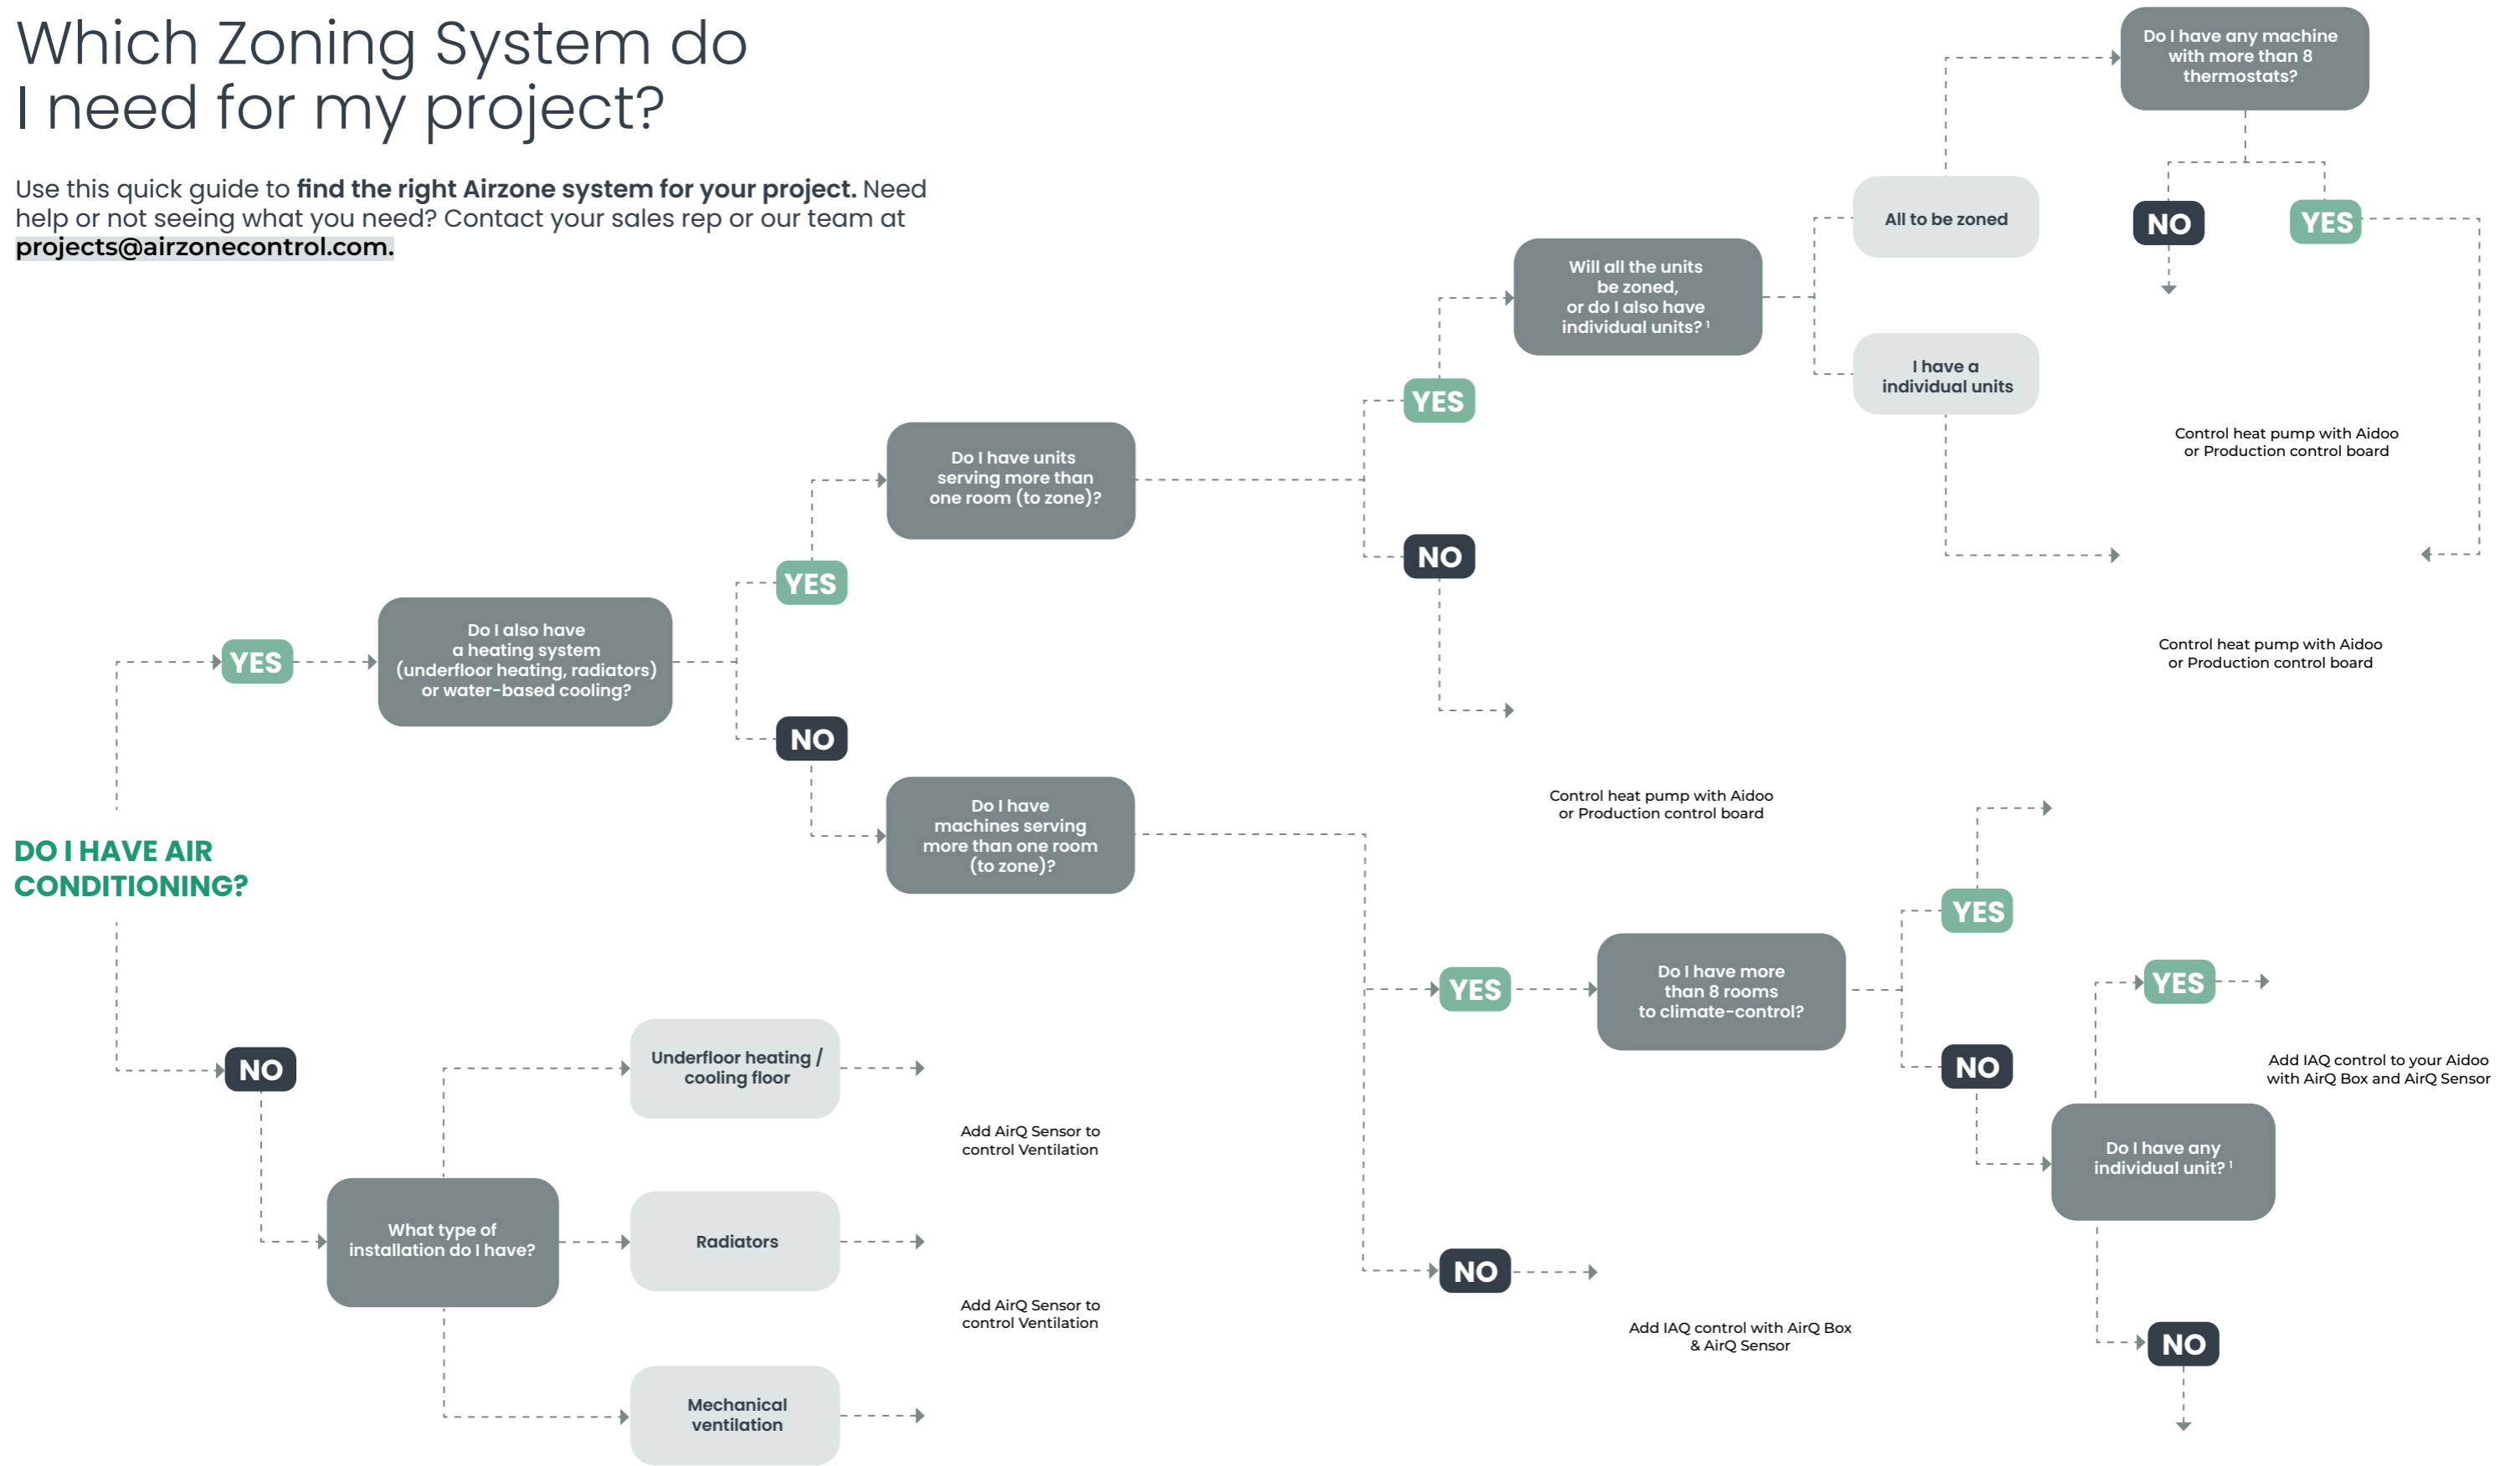 Which Zoning System do
I need for my project?
Use this quick guide to find the right Airzone system for your project. Need
help or not seeing what you need? Contact your sales rep or our team at
projects@airzonecontrol.com.
Do I have any machine
with more than 8
thermostats?
NO
YES
All to be zoned
Will all the units
be zoned,
or do I also have
individual units? ¹
I have a
individual units
YES
Control heat pump with Aidoo
or Production control board
Do I have units
serving more than
one room (to zone)?
NO
YES
Do I also have
a heating system
(underfloor heating, radiators)
or water-based cooling?
YES
Control heat pump with Aidoo
or Production control board
NO
Do I have
machines serving
more than one room
(to zone)?
Control heat pump with Aidoo
or Production control board
DO I HAVE AIR
CONDITIONING?
YES
YES
Do I have more
than 8 rooms
to climate-control?
YES
NO
Add IAQ control to your Aidoo
with AirQ Box and AirQ Sensor
NO
Underfloor heating /
cooling floor
Add AirQ Sensor to
control Ventilation
Do I have any
individual unit? ¹
What type of
installation do I have?
Radiators
NO
Add AirQ Sensor to
control Ventilation
Add IAQ control with AirQ Box
& AirQ Sensor
NO
Mechanical
ventilation